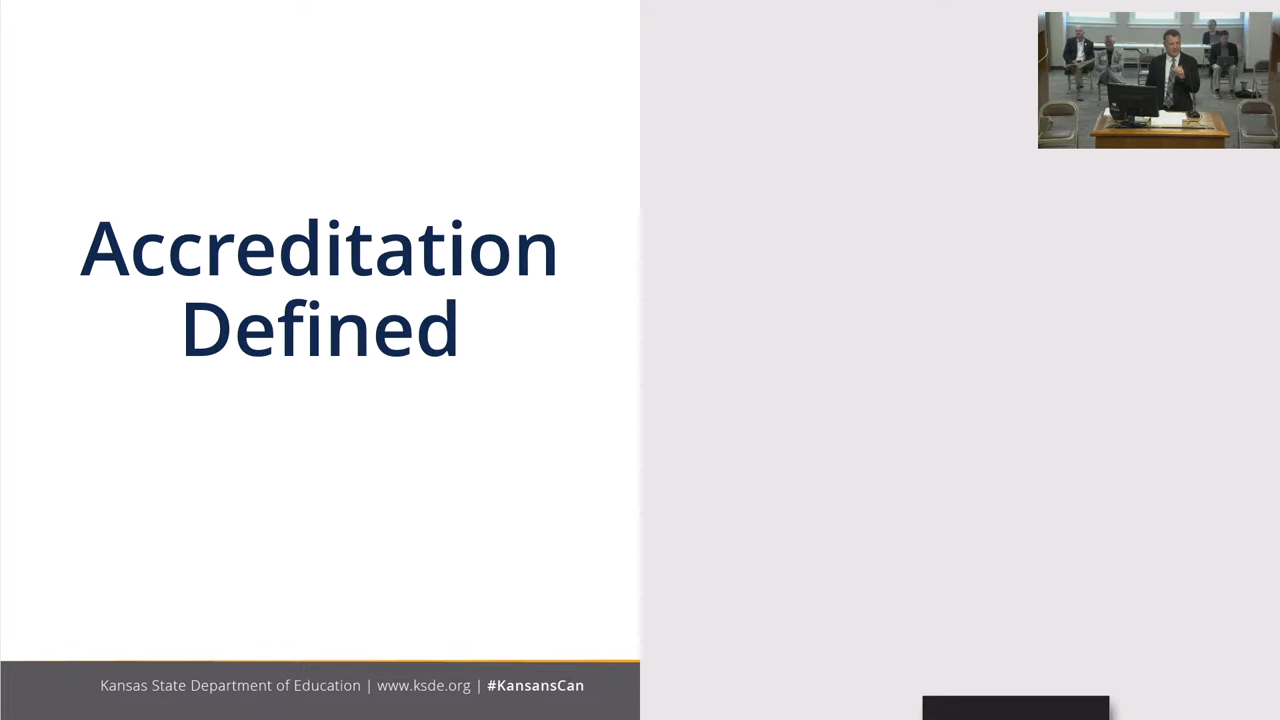 Accreditation
Defined
Kansas State Department of Education | www.ksde.org | #KansansCan